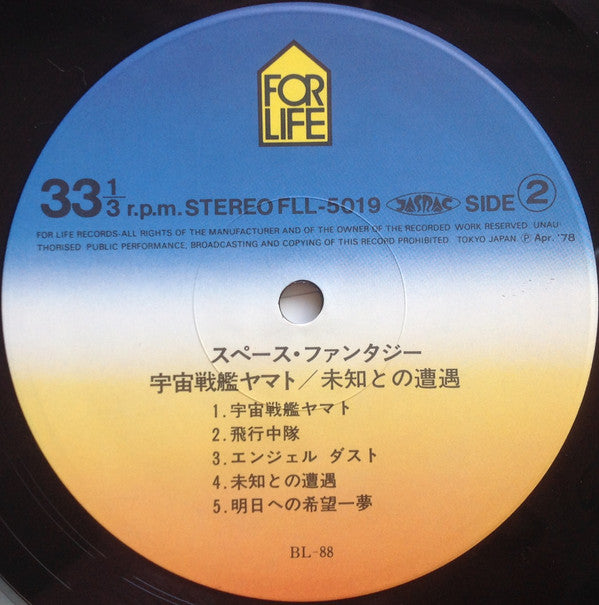 FOR
LIFE
33 1/3 r.p.m. STEREO FLL-5019 JASRAC SIDE 2
FOR LIFE RECORDS-ALL RIGHTS OF THE MANUFACTURER AND OF THE OWNER OF THE RECORDED WORK RESERVED. UNAU-
THORISED PUBLIC PERFORMANCE, BROADCASTING AND COPYING OF THIS RECORD PROHIBITED. TOKYO JAPAN Ⓟ Apr. '78
スペース・ファンタジー
宇宙戦艦ヤマト/未知との遭遇
1.宇宙戦艦ヤマト
2.飛行中隊
3.エンジェル ダスト
4.未知との遭遇
5.明日への希望—夢
BL-88